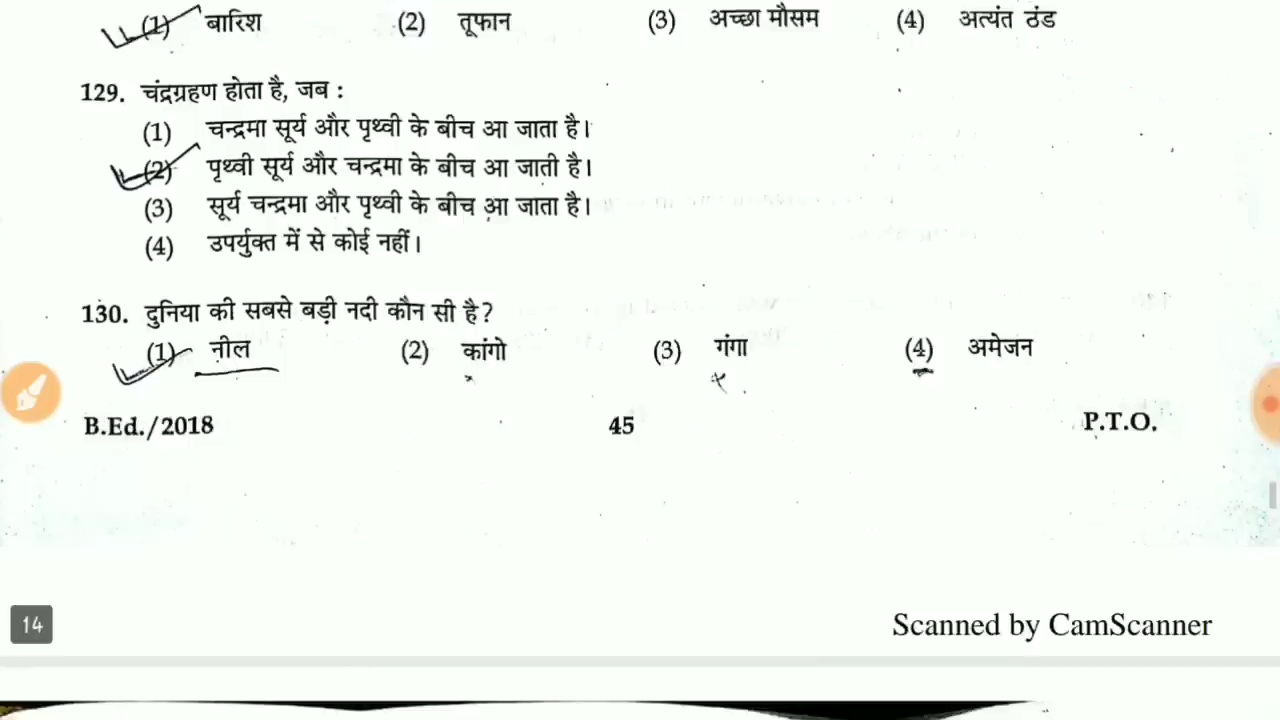 (1) बारिश (2) तूफान (3) अच्छा मौसम (4) अत्यंत ठंड
129. चंद्रग्रहण होता है, जब :
(1) चन्द्रमा सूर्य और पृथ्वी के बीच आ जाता है।
(2) पृथ्वी सूर्य और चन्द्रमा के बीच आ जाती है।
(3) सूर्य चन्द्रमा और पृथ्वी के बीच आ जाता है।
(4) उपर्युक्त में से कोई नहीं।
130. दुनिया की सबसे बड़ी नदी कौन सी है?
(1) नील (2) कांगो (3) गंगा (4) अमेजन
B.Ed./2018 45 P.T.O.
14
Scanned by CamScanner